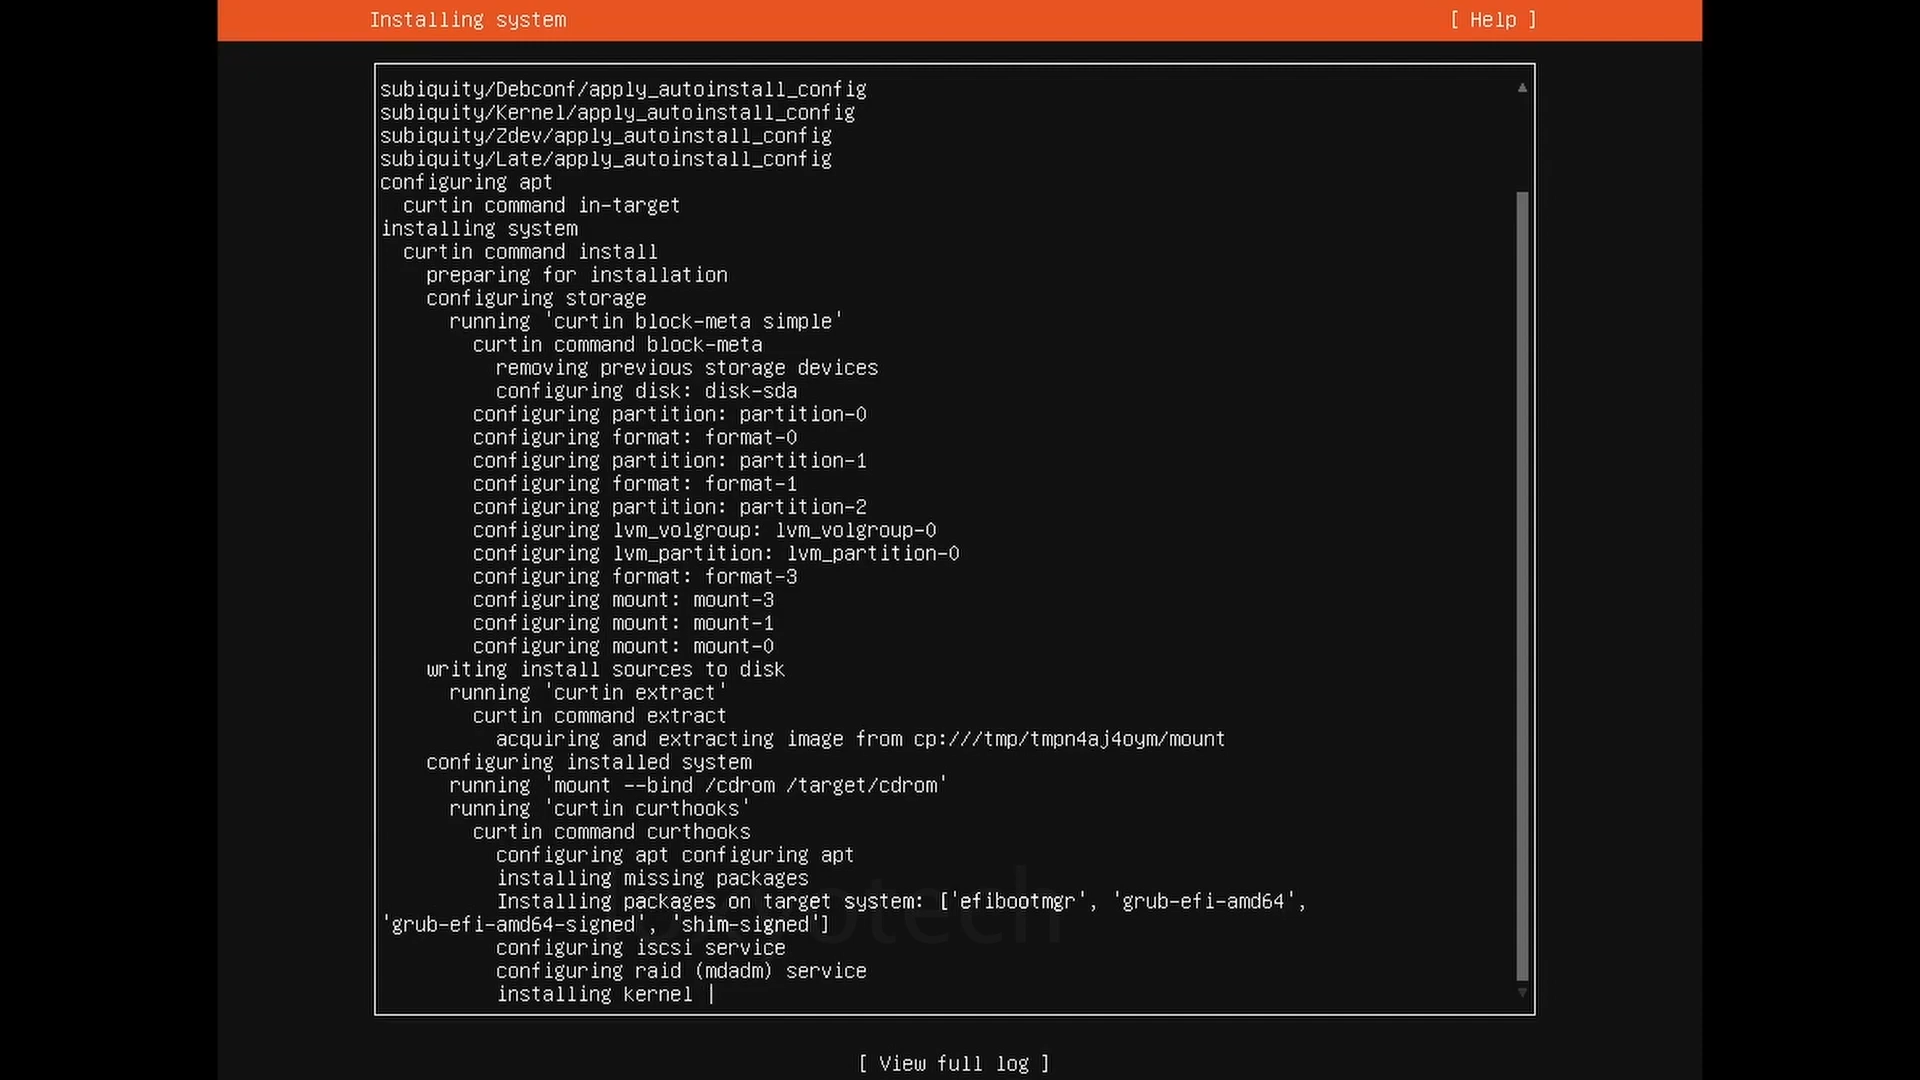 Installing system
[ Help ]
subiquity/Debconf/apply_autoinstall_config
subiquity/Kernel/apply_autoinstall_config
subiquity/Zdev/apply_autoinstall_config
subiquity/Late/apply_autoinstall_config
configuring apt
curtin command in-target
installing system
curtin command install
preparing for installation
configuring storage
running 'curtin block-meta simple'
curtin command block-meta
removing previous storage devices
configuring disk: disk-sda
configuring partition: partition-0
configuring format: format-0
configuring partition: partition-1
configuring format: format-1
configuring partition: partition-2
configuring lvm_volgroup: lvm_volgroup-0
configuring lvm_partition: lvm_partition-0
configuring format: format-3
configuring mount: mount-3
configuring mount: mount-1
configuring mount: mount-0
writing install sources to disk
running 'curtin extract'
curtin command extract
acquiring and extracting image from cp:///tmp/tmpn4aj4oym/mount
configuring installed system
running 'mount --bind /cdrom /target/cdrom'
running 'curtin curthooks'
curtin command curthooks
configuring apt configuring apt
installing missing packages
Installing packages on target system: ['efibootmgr', 'grub-efi-amd64',
'grub-efi-amd64-signed', 'shim-signed']
configuring iscsi service
configuring raid (mdadm) service
installing kernel |
[ View full log ]